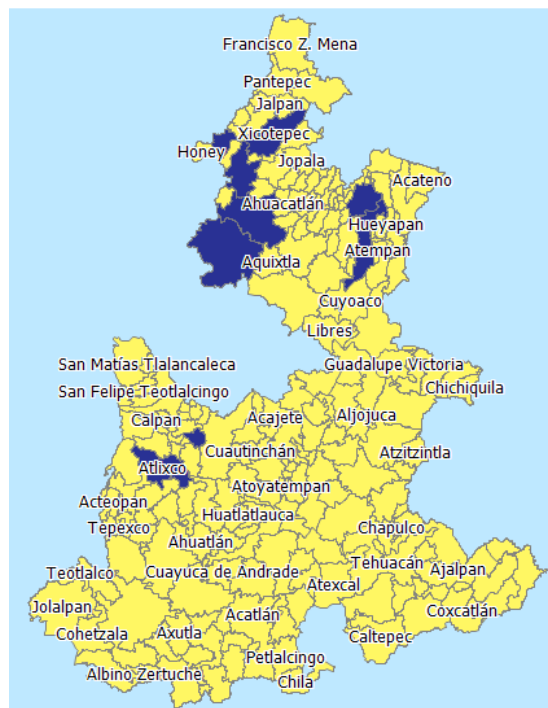 Francisco Z. Mena
Pantepec
Jalpan
Xicotepec
Honey
Jopala
Acateno
Ahuacatlán
Hueyapan
Atempan
Aquixtla
Cuyoaco
Libres
San Matías Tlalancaleca
Guadalupe Victoria
San Felipe Teotlalcingo
Chichiquila
Calpan
Acajete
Aljojuca
Cuautinchán
Atzitzintla
Atlixco
Atoyatempan
Acteopan
Huatlatlauca
Tepexco
Chapulco
Ahuatlán
Teotlalco
Cuayuca de Andrade
Tehuacán
Ajalpan
Atexcal
Jolalpan
Acatlán
Coxcatlán
Cohetzala
Axutla
Caltepec
Petlalcingo
Albino Zertuche
Chila